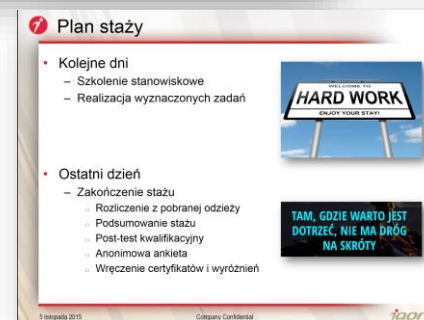 Plan staży
• Kolejne dni
– Szkolenie stanowiskowe
– Realizacja wyznaczonych zadań
WELCOME TO
HARD WORK
ENJOY YOUR STAY!
• Ostatni dzień
– Zakończenie stażu
Rozliczenie z pobranej odzieży
Podsumowanie stażu
Post-test kwalifikacyjny
Anonimowa ankieta
Wręczenie certyfikatów i wyróżnień
TAM, GDZIE WARTO JEST
DOTRZEĆ, NIE MA DRÓG
NA SKRÓTY
5 listopada 2015
Company Confidential